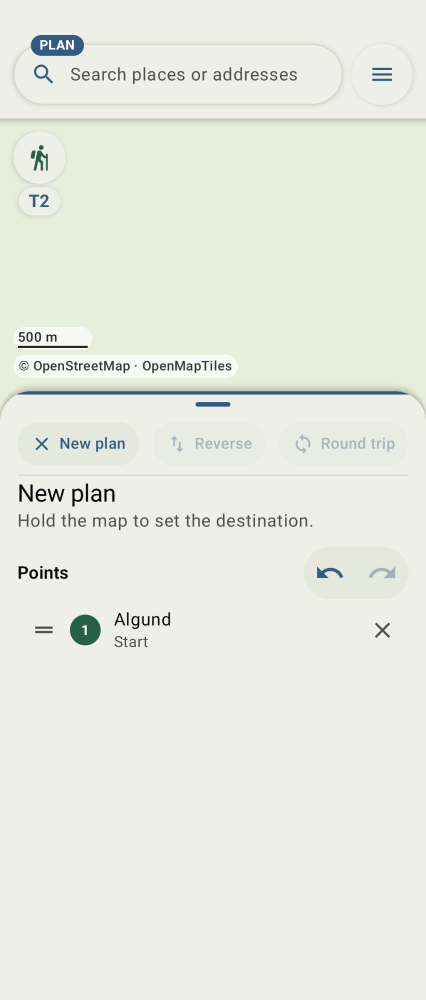 PLAN
Search places or addresses
T2
500 m
© OpenStreetMap · OpenMapTiles
New plan
Reverse
Round trip
New plan
Hold the map to set the destination.
Points
1
Algund
Start